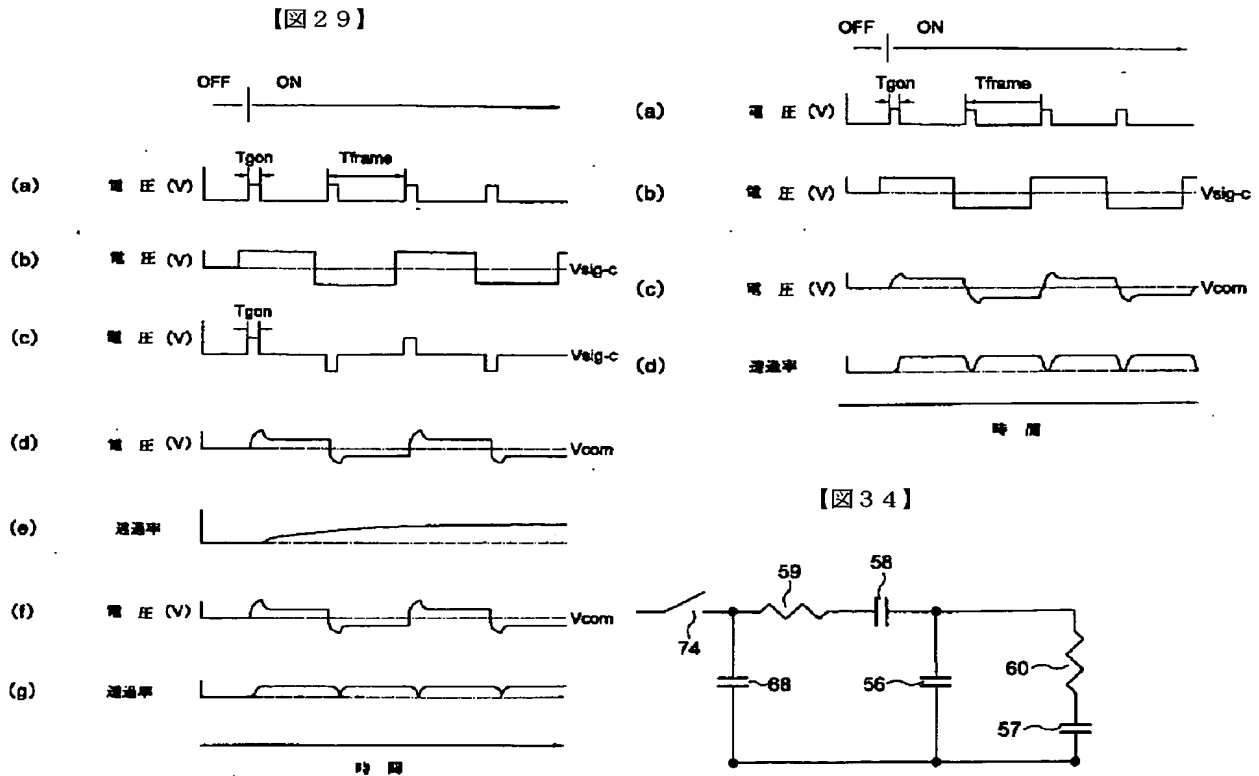 【図２９】
OFF ON
Tgon Tframe
(a) 電 圧 (V)
(b) 電 圧 (V) Vsig-c
Tgon
(c) 電 圧 (V) Vsig-c
(d) 電 圧 (V) Vcom
(e) 透過率
(f) 電 圧 (V) Vcom
(g) 透過率
時 間
OFF ON
Tgon Tframe
(a) 電 圧 (V)
(b) 電 圧 (V) Vsig-c
(c) 電 圧 (V) Vcom
(d) 透過率
時 間
【図３４】
58
59
74
68
56
60
57